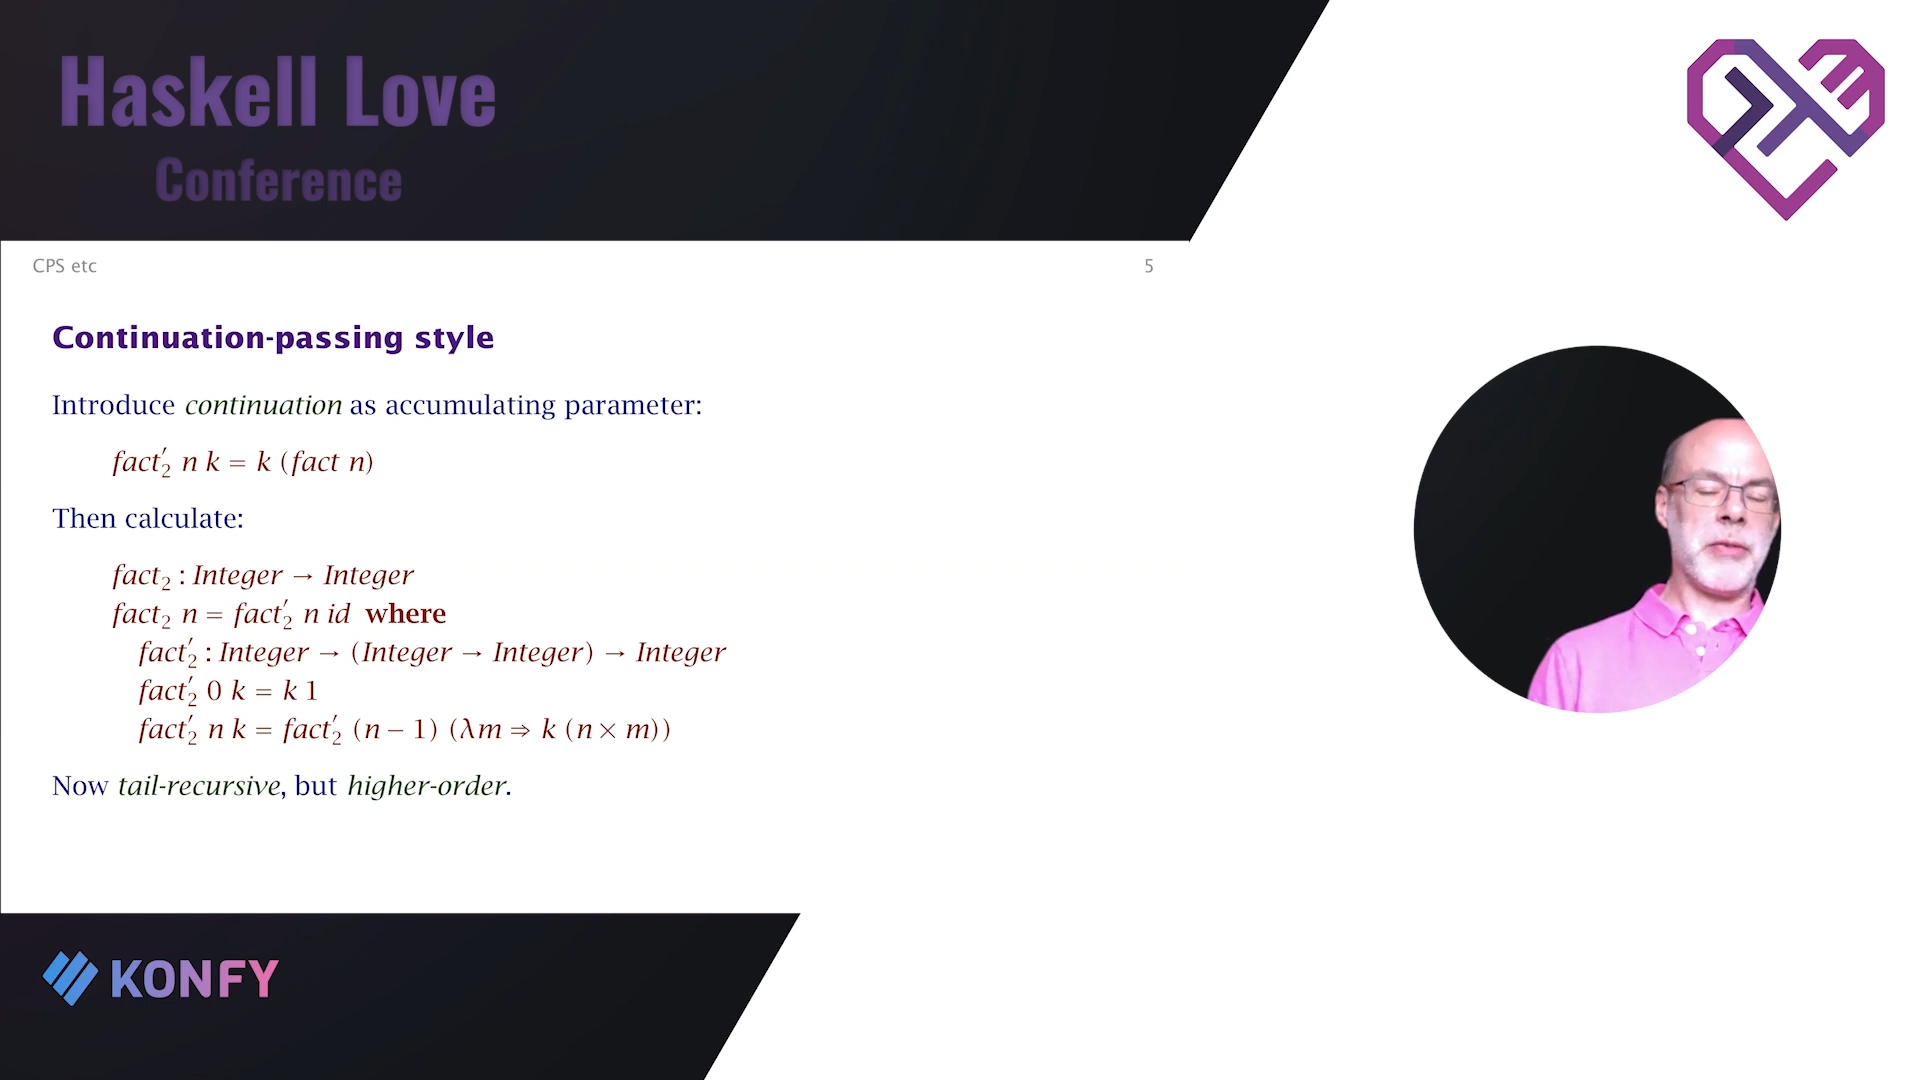 Haskell Love
Conference
CPS etc 5
Continuation-passing style
Introduce continuation as accumulating parameter:
fact′₂ n k = k (fact n)
Then calculate:
fact₂ : Integer → Integer
fact₂ n = fact′₂ n id where
fact′₂ : Integer → (Integer → Integer) → Integer
fact′₂ 0 k = k 1
fact′₂ n k = fact′₂ (n − 1) (λm ⇒ k (n × m))
Now tail-recursive, but higher-order.
KONFY